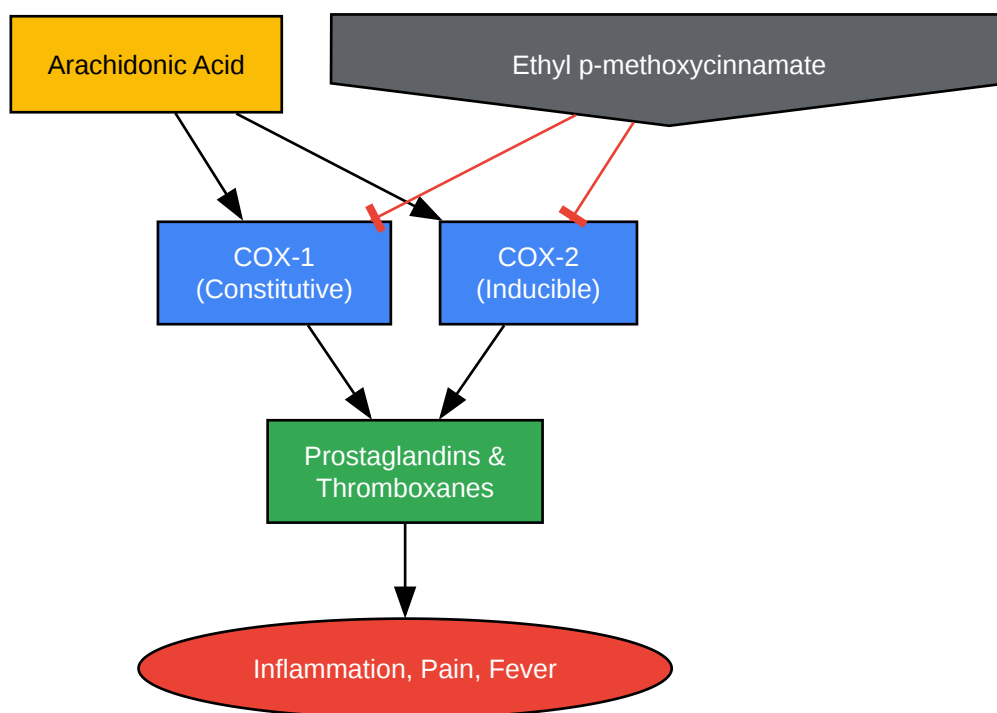 Arachidonic Acid
Ethyl p-methoxycinnamate
COX-1
(Constitutive)
COX-2
(Inducible)
Prostaglandins &
Thromboxanes
Inflammation, Pain, Fever